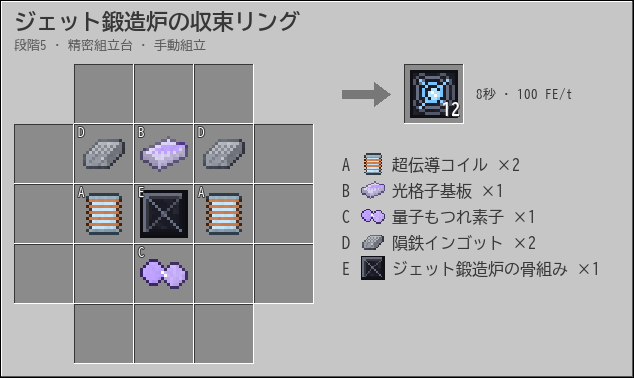 ジェット鍛造炉の収束リング
段階5 · 精密組立台 · 手動組立
D B D
12
8秒 · 100 FE/t
A E A
C
A 超伝導コイル ×2
B 光格子基板 ×1
C 量子もつれ素子 ×1
D 隕鉄インゴット ×2
E ジェット鍛造炉の骨組み ×1